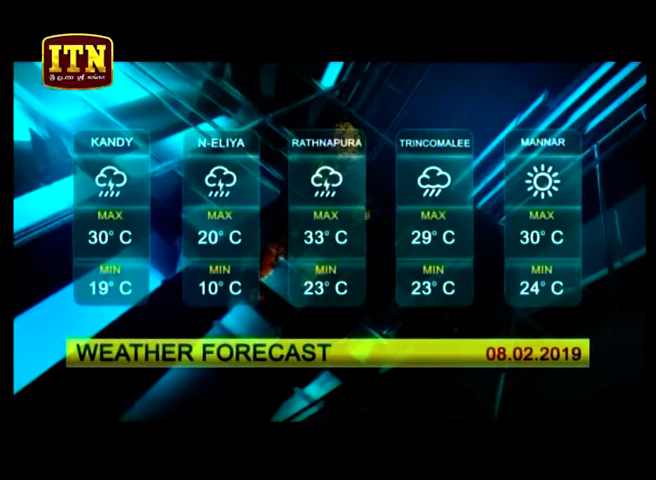 ITN
KANDY
N-ELIYA
RATHNAPURA
TRINCOMALEE
MANNAR
MAX
MAX
MAX
MAX
MAX
30° C
20° C
33° C
29° C
30° C
MIN
MIN
MIN
MIN
MIN
19° C
10° C
23° C
23° C
24° C
WEATHER FORECAST
08.02.2019